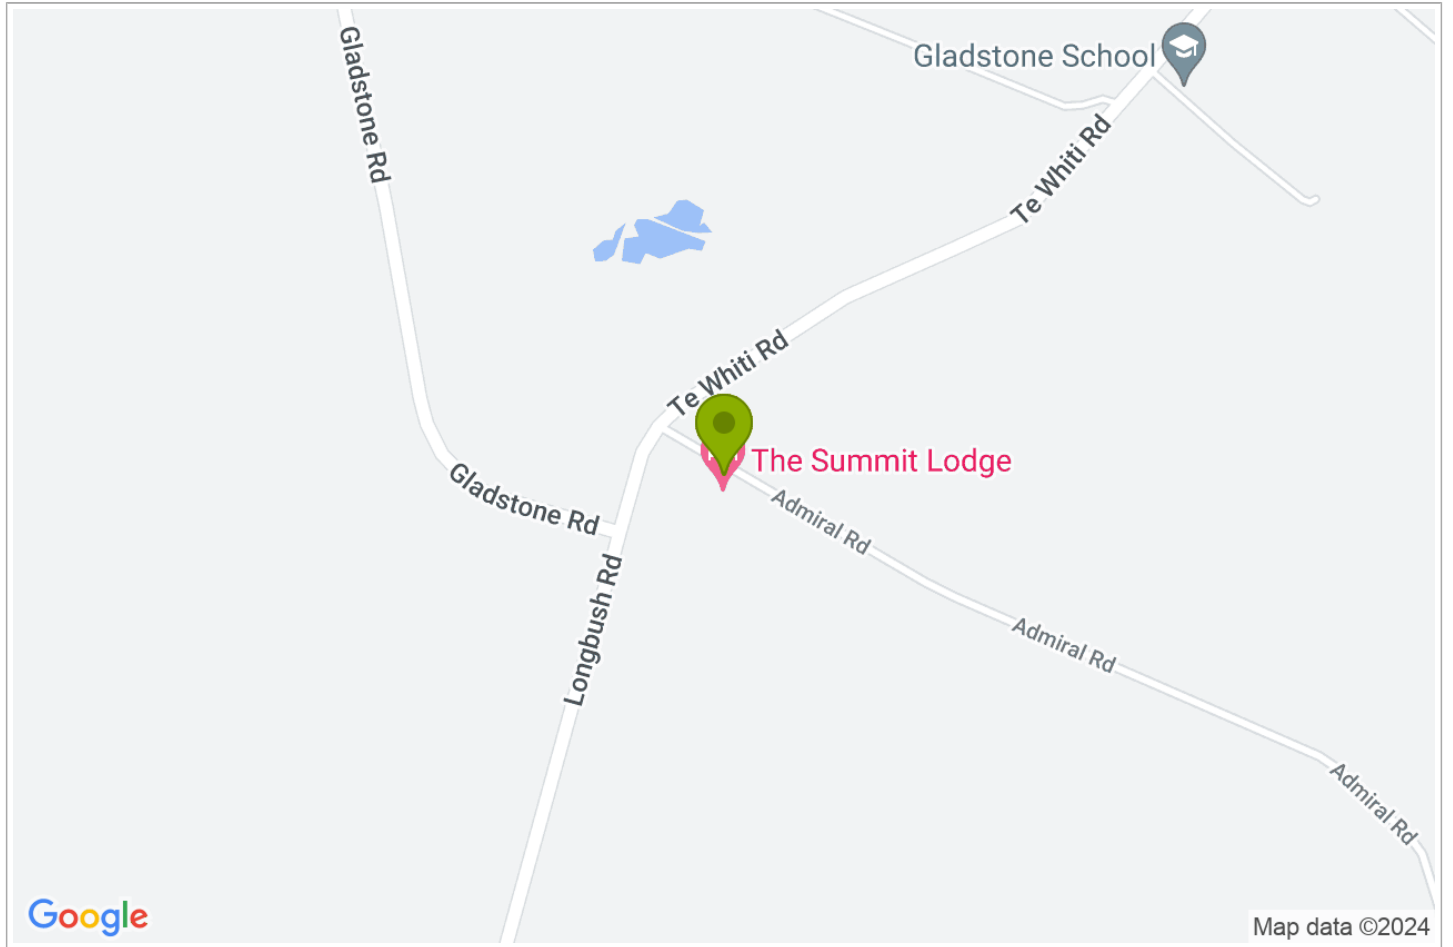 Gladstone Rd
Gladstone School
Te Whiti Rd
Te Whiti Rd
The Summit Lodge
Gladstone Rd
Admiral Rd
Longbush Rd
Admiral Rd
Admiral Rd
Google
Map data ©2024